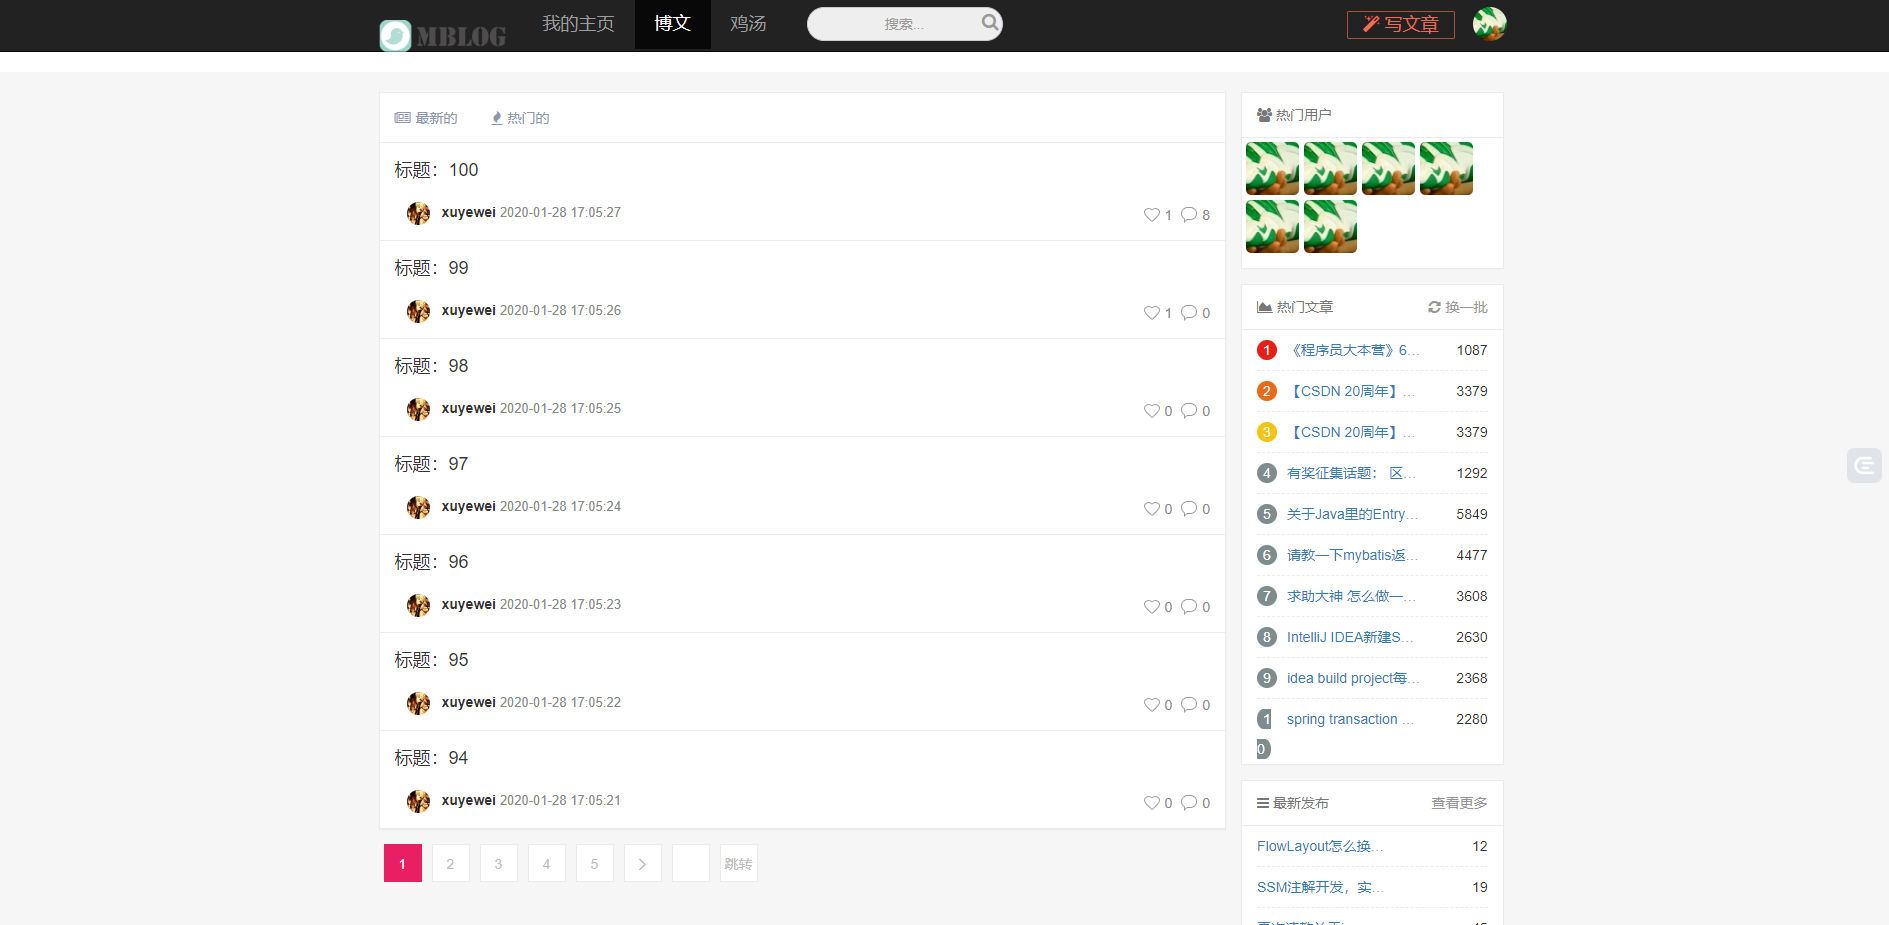 MBLOG 我的主页 博文 鸡汤 搜索... 写文章
最新的 热门的
标题：100
xuyewei 2020-01-28 17:05:27 1 8
标题：99
xuyewei 2020-01-28 17:05:26 1 0
标题：98
xuyewei 2020-01-28 17:05:25 0 0
标题：97
xuyewei 2020-01-28 17:05:24 0 0
标题：96
xuyewei 2020-01-28 17:05:23 0 0
标题：95
xuyewei 2020-01-28 17:05:22 0 0
标题：94
xuyewei 2020-01-28 17:05:21 0 0
1 2 3 4 5 > 跳转
热门用户
热门文章 换一批
1 《程序员大本营》6... 1087
2 【CSDN 20周年】... 3379
3 【CSDN 20周年】... 3379
4 有奖征集话题： 区... 1292
5 关于Java里的Entry... 5849
6 请教一下mybatis返... 4477
7 求助大神 怎么做一... 3608
8 IntelliJ IDEA新建S... 2630
9 idea build project每... 2368
10 spring transaction ... 2280
最新发布 查看更多
FlowLayout怎么换... 12
SSM注解开发，实... 19